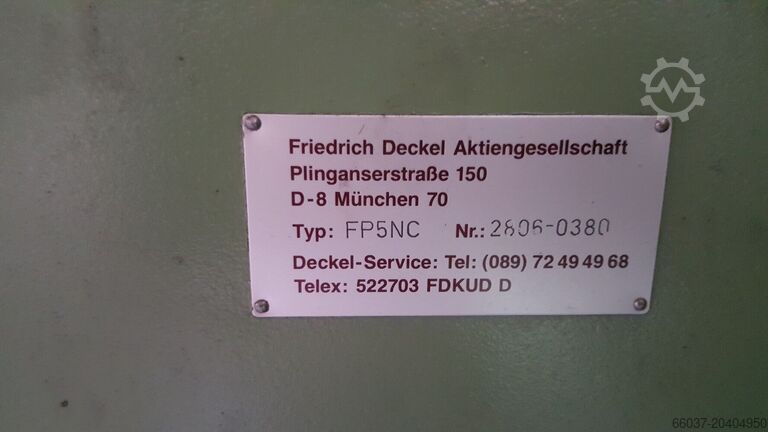 Friedrich Deckel Aktiengesellschaft
Plinganserstraße 150
D-8 München 70
Typ: FP5NC Nr.: 2806-0380
Deckel-Service: Tel: (089) 72 49 49 68
Telex: 522703 FDKUD D
66037-20404950